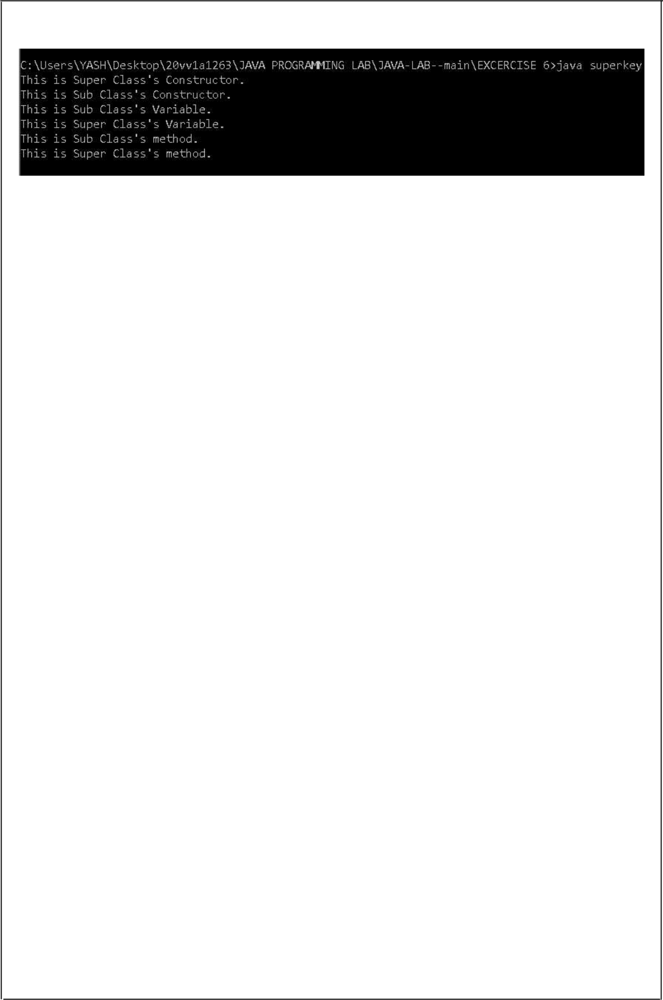 C:\Users\YASH\Desktop\20vv1a1263\JAVA PROGRAMMING LAB\JAVA-LAB--main\EXCERCISE 6>java superkey
This is Super Class's Constructor.
This is Sub Class's Constructor.
This is Sub Class's Variable.
This is Super Class's Variable.
This is Sub Class's method.
This is Super Class's method.